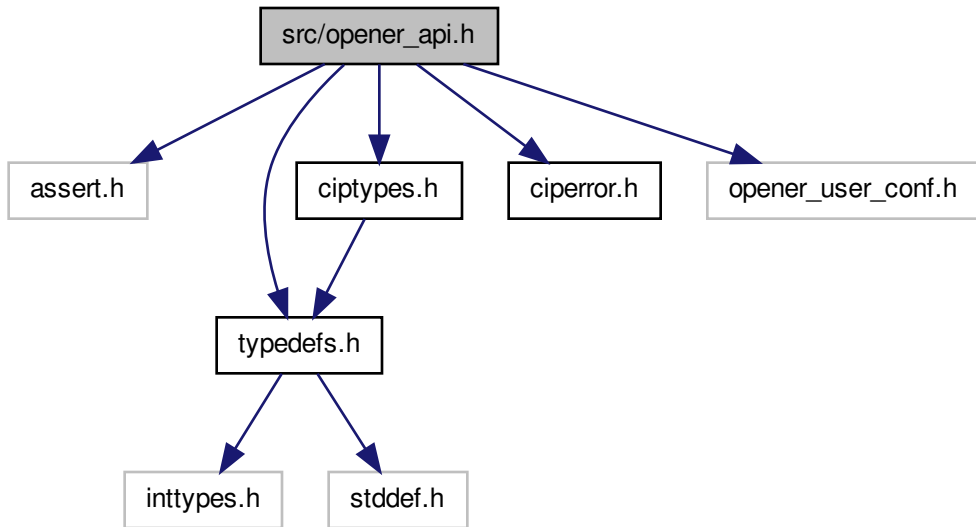 src/opener_api.h
assert.h
ciptypes.h
ciperror.h
opener_user_conf.h
typedefs.h
inttypes.h
stddef.h